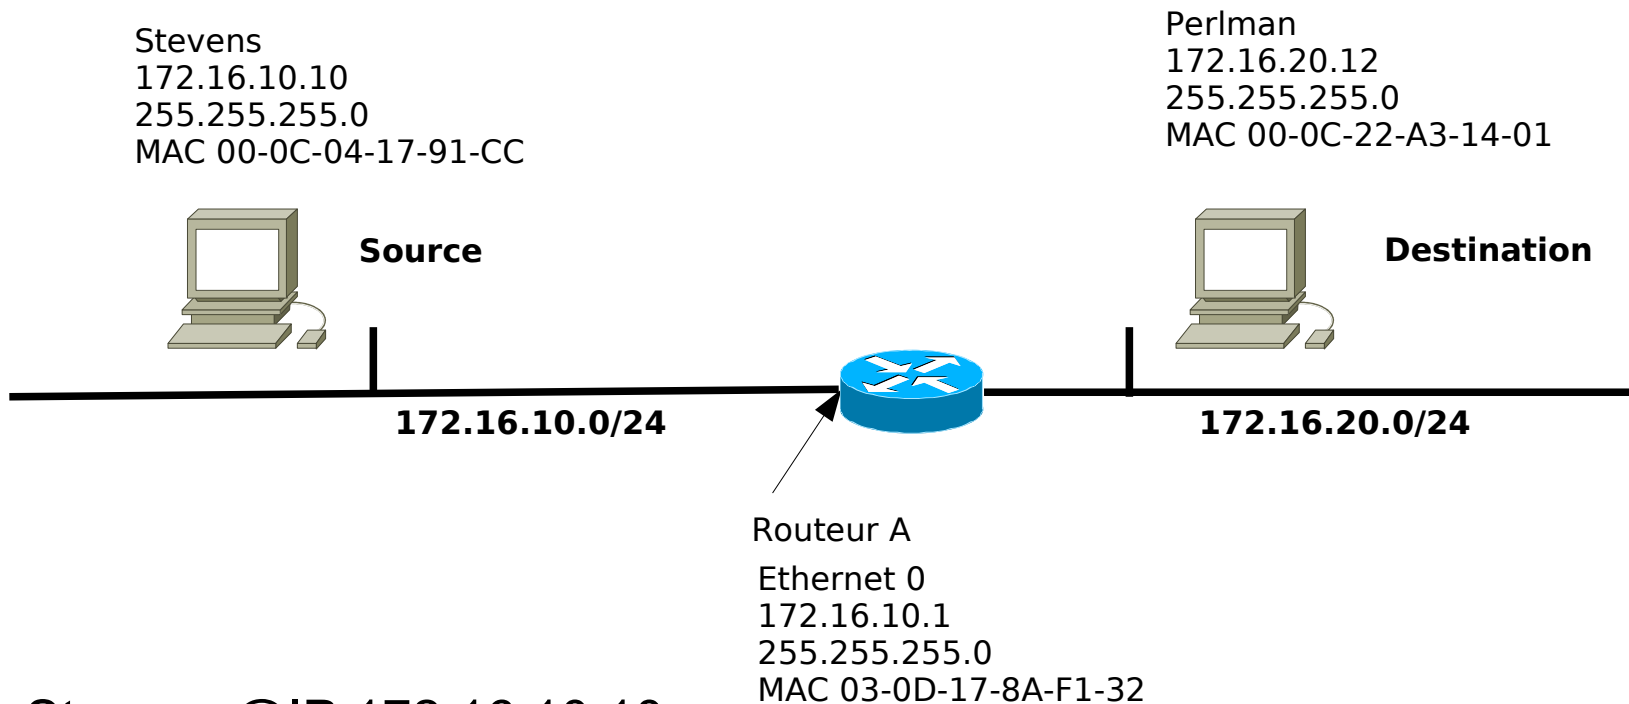 Stevens
172.16.10.10
255.255.255.0
MAC 00-0C-04-17-91-CC
Perlman
172.16.20.12
255.255.255.0
MAC 00-0C-22-A3-14-01
Source
Destination
172.16.10.0/24
172.16.20.0/24
Routeur A
Ethernet 0
172.16.10.1
255.255.255.0
MAC 03-0D-17-8A-F1-32